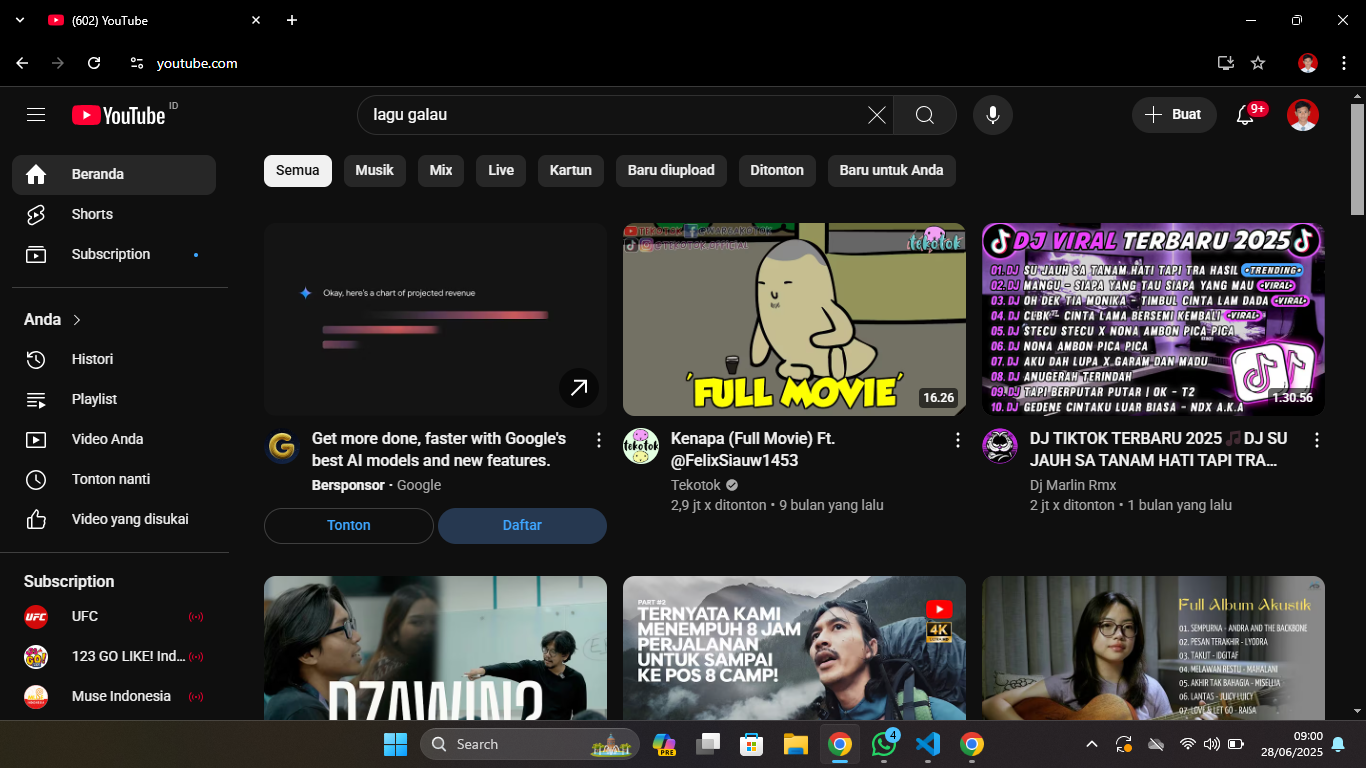 (602) YouTube
youtube.com
YouTube ID
lagu galau
Buat
9+
Beranda
Shorts
Subscription
Anda
Histori
Playlist
Video Anda
Tonton nanti
Video yang disukai
Subscription
UFC
UFC
123 GO LIKE! Ind...
Muse Indonesia
Semua
Musik
Mix
Live
Kartun
Baru diupload
Ditonton
Baru untuk Anda
Okay, here's a chart of projected revenue
Get more done, faster with Google's
best AI models and new features.
Bersponsor • Google
Tonton
Daftar
tekotok
'FULL MOVIE'
16.26
tekotok
Kenapa (Full Movie) Ft.
@FelixSiauw1453
Tekotok
2,9 jt x ditonton • 9 bulan yang lalu
DJ VIRAL TERBARU 2025
01. DJ SU JAUH SA TANAM HATI TAPI TRA HASIL •TRENDING•
02. DJ MANGU - SIAPA YANG TAU SIAPA YANG MAU •VIRAL•
03. DJ OH DEK TIA MONIKA - TIMBUL CINTA LAM DADA •VIRAL•
04. DJ CLBK - CINTA LAMA BERSEMI KEMBALI •VIRAL•
05. DJ STECU STECU X NONA AMBON PICA PICA
06. DJ NONA AMBON PICA PICA
07. DJ AKU DAH LUPA X GARAM DAN MADU
08. DJ ANUGERAH TERINDAH
09. DJ TAPI BERPUTAR PUTAR | OK - T2
10. DJ GEDENE CINTAKU LUAR BIASA - NDX A.K.A
1.30.56
DJ TIKTOK TERBARU 2025🎵DJ SU
JAUH SA TANAM HATI TAPI TRA...
Dj Marlin Rmx
2 jt x ditonton • 1 bulan yang lalu
DZAWIN?
PART #2
TERNYATA KAMI
MENEMPUH 8 JAM
PERJALANAN
UNTUK SAMPAI
KE POS 8 CAMP!
4K
Full Album Akustik
01. SEMPURNA - ANDRA AND THE BACKBONE
02. PESAN TERAKHIR - LYODRA
03. TAKUT - IDGITAF
04. MELAWAN RESTU - MAHALANI
05. AKHIR TAK BAHAGIA - MISELLIA
06. LANTAS - JUICY LUICY
07. LOVE & LET GO - RAISA
Search
PRE
4
09:00
28/06/2025